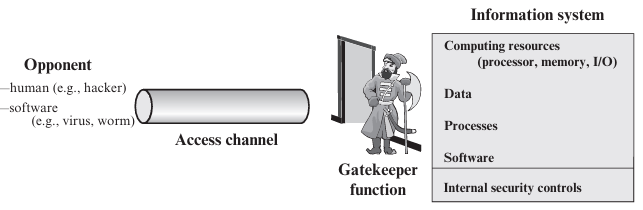 Information system
Opponent
—human (e.g., hacker)
—software
(e.g., virus, worm)
Access channel
Gatekeeper
function
Computing resources
(processor, memory, I/O)
Data
Processes
Software
Internal security controls